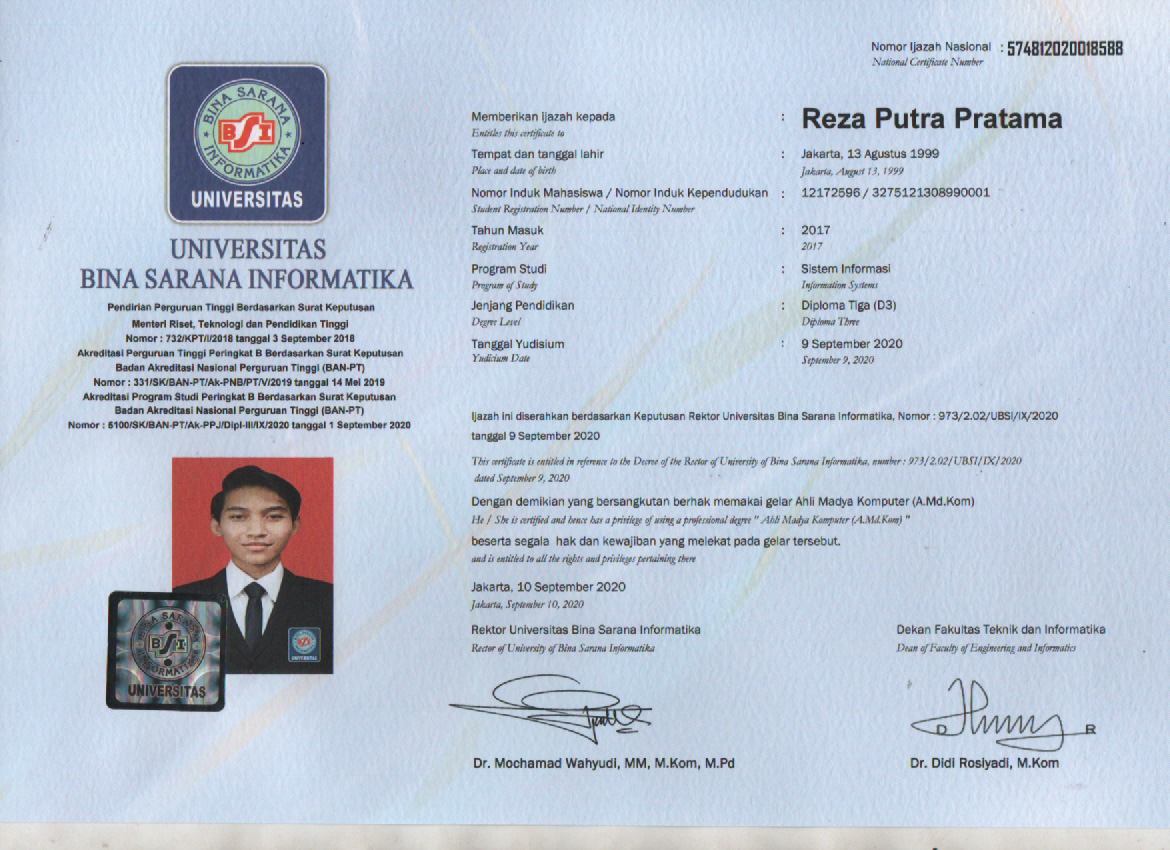 Nomor Ijazah Nasional : 574812020018588
National Certificate Number
BINA SARANA
BSI
INFORMATIKA
UNIVERSITAS
UNIVERSITAS
BINA SARANA INFORMATIKA
Pendirian Perguruan Tinggi Berdasarkan Surat Keputusan
Menteri Riset, Teknologi dan Pendidikan Tinggi
Nomor : 732/KPT/I/2018 tanggal 3 September 2018
Akreditasi Perguruan Tinggi Peringkat B Berdasarkan Surat Keputusan
Badan Akreditasi Nasional Perguruan Tinggi (BAN-PT)
Nomor : 331/SK/BAN-PT/Ak-PNB/PT/V/2019 tanggal 14 Mei 2019
Akreditasi Program Studi Peringkat B Berdasarkan Surat Keputusan
Badan Akreditasi Nasional Perguruan Tinggi (BAN-PT)
Nomor : 5100/SK/BAN-PT/Ak-PPJ/Dipl-III/IX/2020 tanggal 1 September 2020
Memberikan Ijazah kepada : Reza Putra Pratama
Entitles this certificate to
Tempat dan tanggal lahir : Jakarta, 13 Agustus 1999
Place and date of birth Jakarta, August 13, 1999
Nomor Induk Mahasiswa / Nomor Induk Kependudukan : 12172596 / 3275121308990001
Student Registration Number / National Identity Number
Tahun Masuk : 2017
Registration Year 2017
Program Studi : Sistem Informasi
Program of Study Information Systems
Jenjang Pendidikan : Diploma Tiga (D3)
Degree Level Diploma Three
Tanggal Yudisium : 9 September 2020
Yudicium Date September 9, 2020
Ijazah ini diserahkan berdasarkan Keputusan Rektor Universitas Bina Sarana Informatika, Nomor : 973/2.02/UBSI/IX/2020
tanggal 9 September 2020
This certificate is entitled in reference to the Decree of the Rector of University of Bina Sarana Informatika, number : 973/2.02/UBSI/IX/2020
dated September 9, 2020
Dengan demikian yang bersangkutan berhak memakai gelar Ahli Madya Komputer (A.Md.Kom)
He / She is certified and hence has a privilege of using a professional degree " Ahli Madya Komputer (A.Md.Kom) "
beserta segala hak dan kewajiban yang melekat pada gelar tersebut.
and is entitled to all the rights and privileges pertaining there
Jakarta, 10 September 2020
Jakarta, September 10, 2020
Rektor Universitas Bina Sarana Informatika
Rector of University of Bina Sarana Informatika
Dekan Fakultas Teknik dan Informatika
Dean of Faculty of Engineering and Informatics
BINA SARANA
BSI
INFORMATIKA
UNIVERSITAS
UNIVERSITAS
D R
Dr. Mochamad Wahyudi, MM, M.Kom, M.Pd
Dr. Didi Rosiyadi, M.Kom